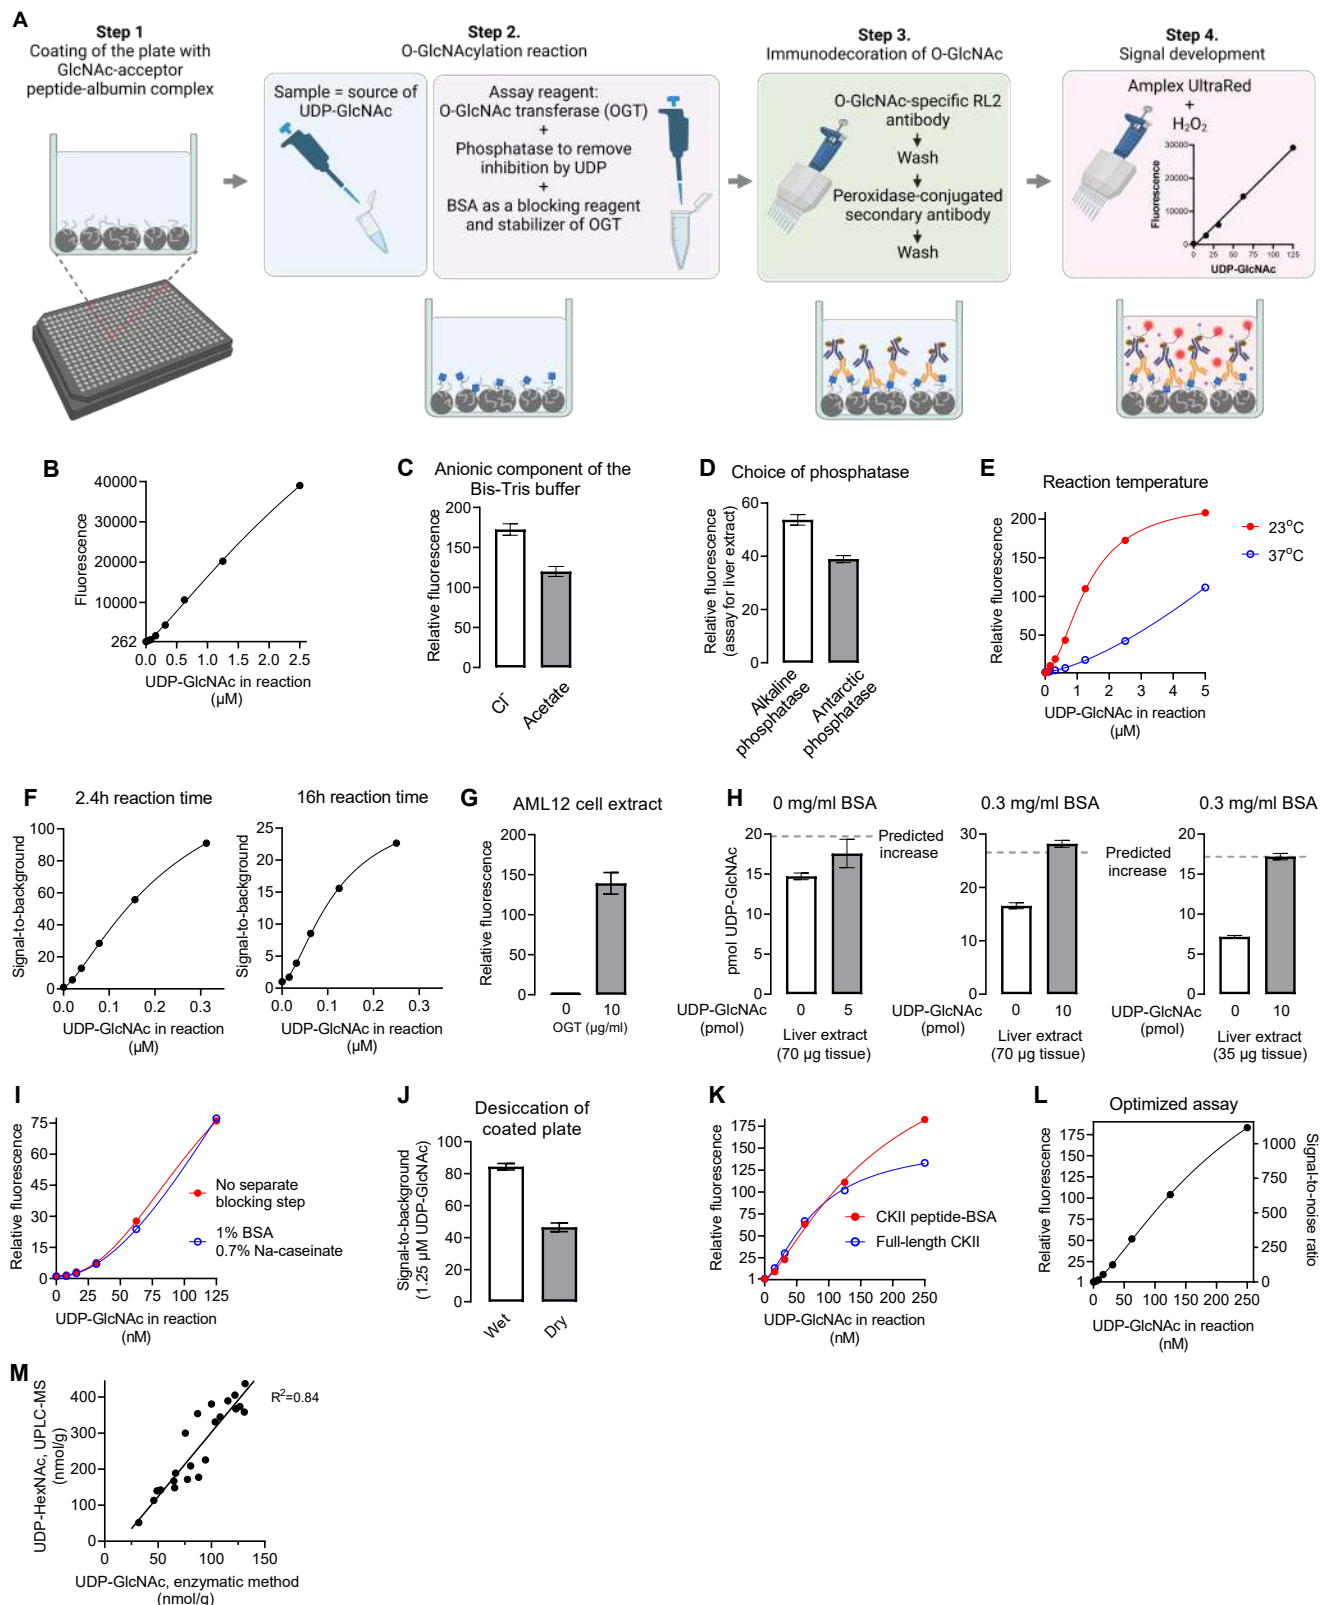 A
Step 1
Coating of the plate with
GlcNAc-acceptor
peptide-albumin complex
Step 2.
O-GlcNAcylation reaction
Sample = source of
UDP-GlcNAc
Assay reagent:
O-GlcNAc transferase (OGT)
+
Phosphatase to remove
inhibition by UDP
+
BSA as a blocking reagent
and stabilizer of OGT
Step 3.
Immunodecoration of O-GlcNAc
O-GlcNAc-specific RL2
antibody
Wash
Peroxidase-conjugated
secondary antibody
Wash
Step 4.
Signal development
Amplex UltraRed
+
H₂O₂
Fluorescence
30000
20000
10000
0
0 25 50 75 100 125
UDP-GlcNAc
B
Fluorescence
40000
30000
20000
10000
262
0.0 0.5 1.0 1.5 2.0 2.5
UDP-GlcNAc in reaction
(µM)
C
Anionic component of the
Bis-Tris buffer
Relative fluorescence
200
150
100
50
0
Cl⁻
Acetate
D
Choice of phosphatase
Relative fluorescence
(assay for liver extract)
60
40
20
0
Alkaline
phosphatase
Antarctic
phosphatase
E
Reaction temperature
Relative fluorescence
200
150
100
50
0 1 2 3 4 5
UDP-GlcNAc in reaction
(µM)
23°C
37°C
F
2.4h reaction time
Signal-to-background
100
80
60
40
20
0
0.0 0.1 0.2 0.3
UDP-GlcNAc in reaction
(µM)
16h reaction time
Signal-to-background
25
20
15
10
5
0
0.0 0.1 0.2 0.3
UDP-GlcNAc in reaction
(µM)
G
AML12 cell extract
Relative fluorescence
200
150
100
50
0
0 10
OGT (µg/ml)
H
0 mg/ml BSA
pmol UDP-GlcNAc
20
15
10
5
0
Predicted
increase
UDP-GlcNAc
(pmol)
0 5
Liver extract
(70 µg tissue)
0.3 mg/ml BSA
30
20
10
0
UDP-GlcNAc
(pmol)
0 10
Liver extract
(70 µg tissue)
0.3 mg/ml BSA
Predicted
increase
20
15
10
5
0
UDP-GlcNAc
(pmol)
0 10
Liver extract
(35 µg tissue)
I
Relative fluorescence
75
60
45
30
15
0
0 25 50 75 100 125
UDP-GlcNAc in reaction
(nM)
No separate
blocking step
1% BSA
0.7% Na-caseinate
J
Desiccation of
coated plate
Signal-to-background
(1.25 µM UDP-GlcNAc)
100
80
60
40
20
0
Wet
Dry
K
Relative fluorescence
175
150
125
100
75
50
25
1
0 50 100 150 200 250
UDP-GlcNAc in reaction
(nM)
CKII peptide-BSA
Full-length CKII
L
Optimized assay
Relative fluorescence
175
150
125
100
75
50
25
1
Signal-to-noise ratio
1000
750
500
250
0
0 50 100 150 200 250
UDP-GlcNAc in reaction
(nM)
M
UDP-HexNAc, UPLC-MS
(nmol/g)
400
300
200
100
0
0 50 100 150
UDP-GlcNAc, enzymatic method
(nmol/g)
R²=0.84